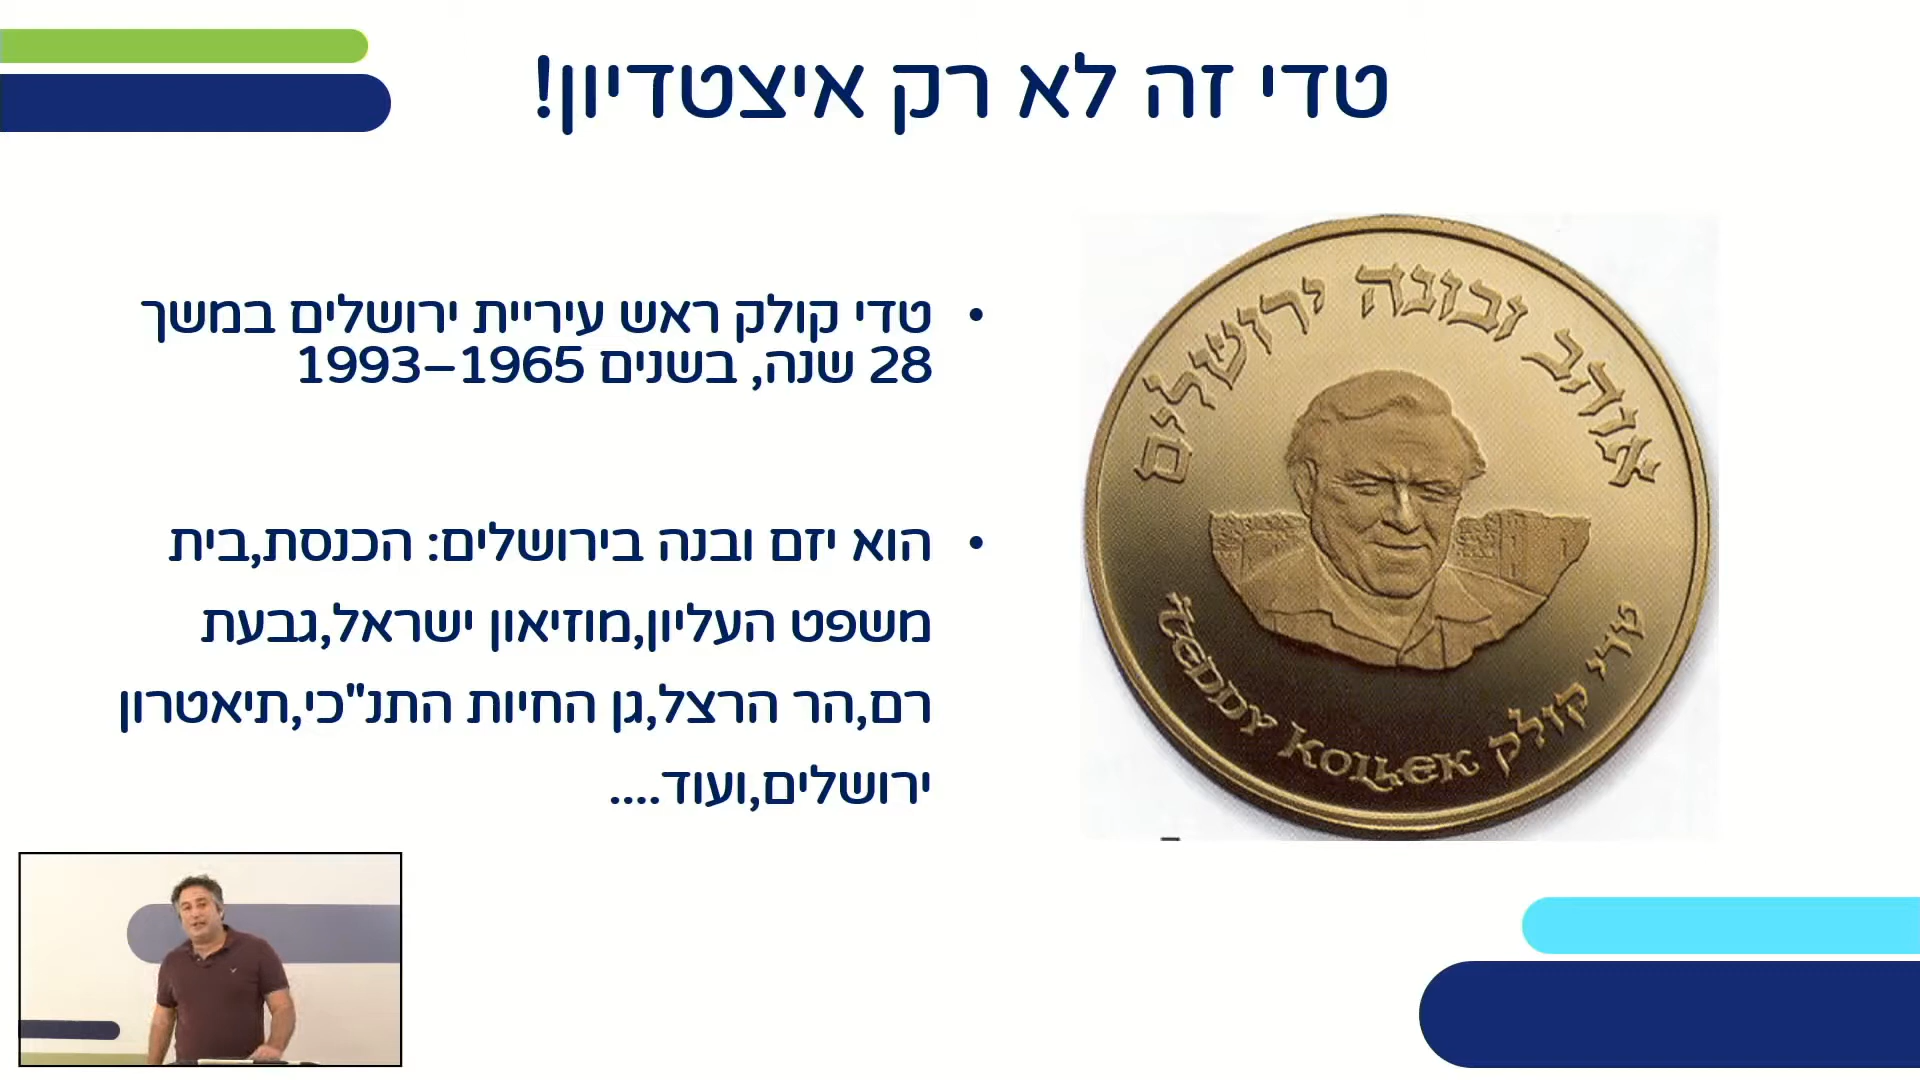 טדי זה לא רק איצטדיון!
• טדי קולק ראש עיריית ירושלים במשך
28 שנה, בשנים 1965–1993
• הוא יזם ובנה בירושלים: הכנסת,בית
משפט העליון,מוזיאון ישראל,גבעת
רם,הר הרצל,גן החיות התנ"כי,תיאטרון
ירושלים,ועוד....
אוהב ובונה ירושלים
טדי קולק
TEDDY KOLLEK